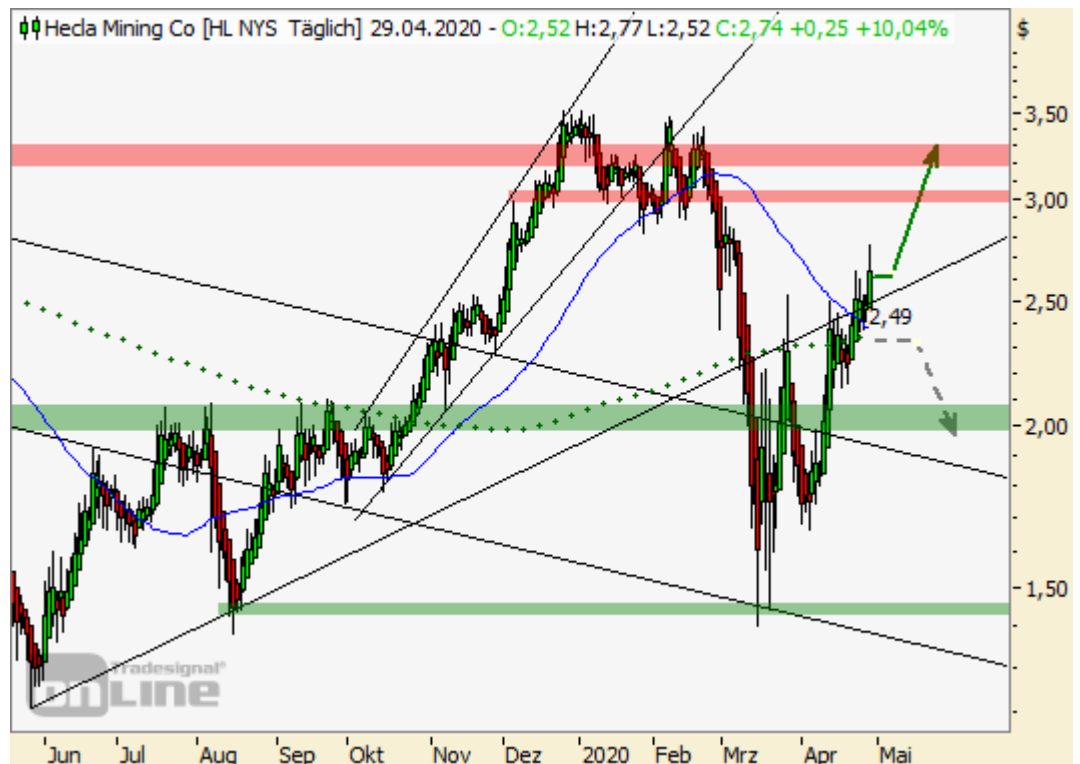 Hecla Mining Co [HL NYS Täglich] 29.04.2020 - O:2,52 H:2,77 L:2,52 C:2,74 +0,25 +10,04%
$
3,50
3,00
2,50
2,49
2,00
1,50
Tradesignal®
onLine
Jun Jul Aug Sep Okt Nov Dez 2020 Feb Mrz Apr Mai